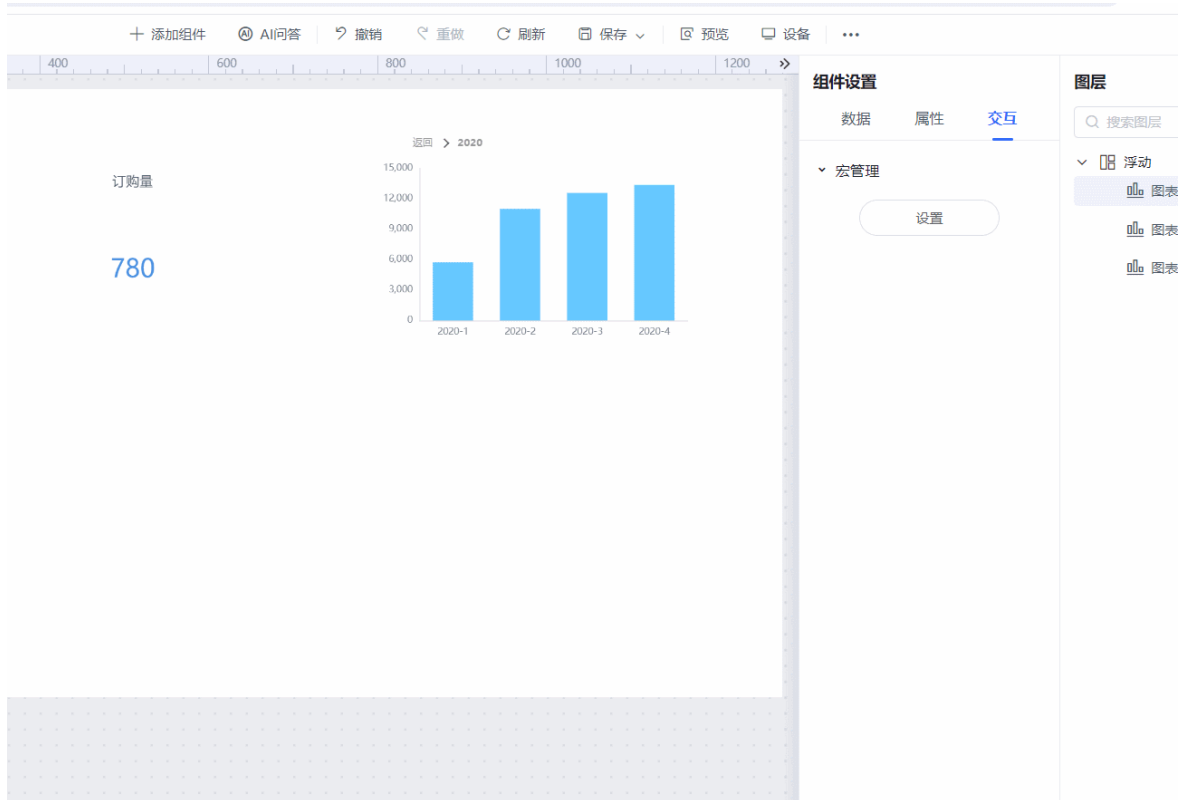 添加组件 AI问答 撤销 重做 刷新 保存 预览 设备
400 600 800 1000 1200
组件设置
数据 属性 交互
宏管理
设置
图层
搜索图层
浮动
图表
图表
图表
订购量
780
返回 2020
15,000
12,000
9,000
6,000
3,000
0
2020-1 2020-2 2020-3 2020-4